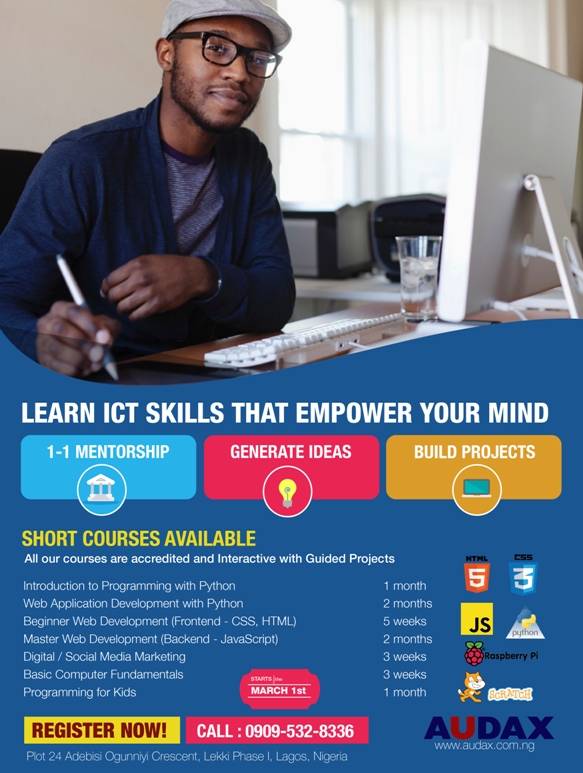 LEARN ICT SKILLS THAT EMPOWER YOUR MIND
1-1 MENTORSHIP
GENERATE IDEAS
BUILD PROJECTS
SHORT COURSES AVAILABLE
All our courses are accredited and Interactive with Guided Projects
Introduction to Programming with Python 1 month
Web Application Development with Python 2 months
Beginner Web Development (Frontend - CSS, HTML) 5 weeks
Master Web Development (Backend - JavaScript) 2 months
Digital / Social Media Marketing 3 weeks
Basic Computer Fundamentals 3 weeks
Programming for Kids 1 month
STARTS from
MARCH 1st
HTML
5
CSS
3
JS
python
Raspberry Pi
SCRATCH
REGISTER NOW!
CALL : 0909-532-8336
AUDAX
www.audax.com.ng
Plot 24 Adebisi Ogunniyi Crescent, Lekki Phase I, Lagos, Nigeria